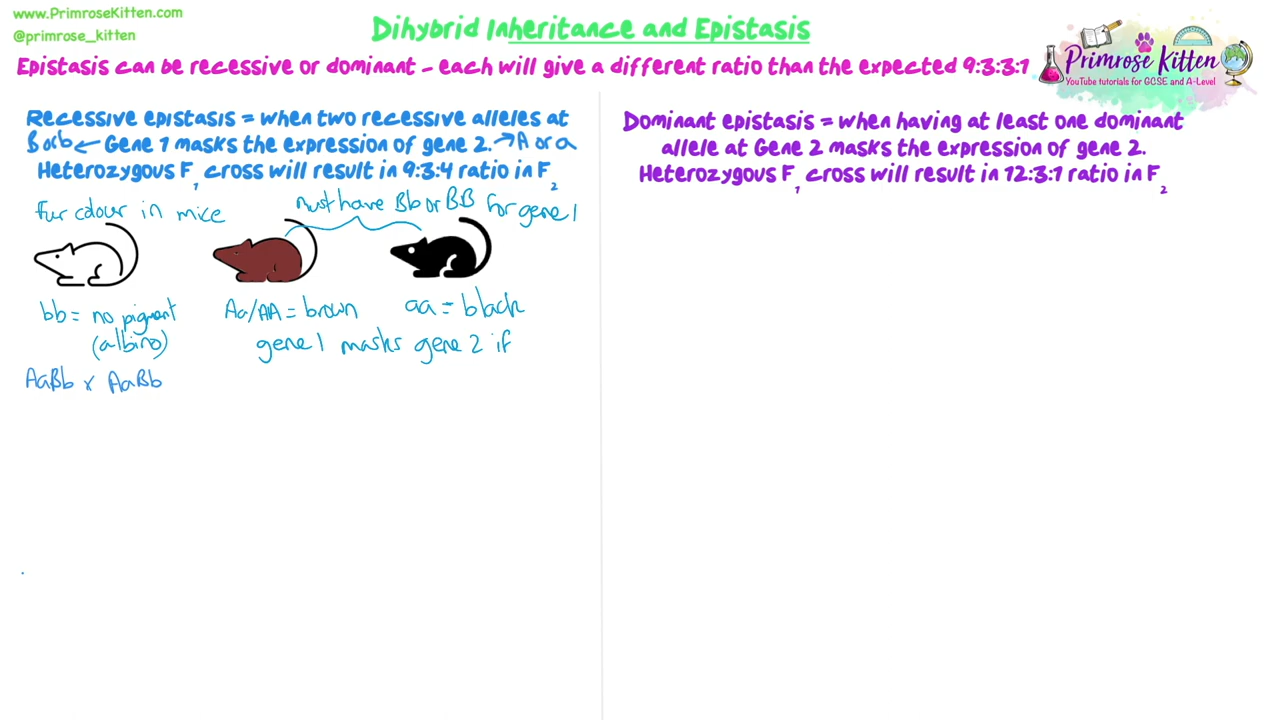 www.PrimroseKitten.com
@primrose_kitten
Dihybrid Inheritance and Epistasis
Epistasis can be recessive or dominant - each will give a different ratio than the expected 9:3:3:1
Primrose Kitten
YouTube tutorials for GCSE and A-Level
Recessive epistasis = when two recessive alleles at
B or b ← Gene 1 masks the expression of gene 2. → A or a
Heterozygous F1 cross will result in 9:3:4 ratio in F2
fur colour in mice
must have Bb or BB for gene 1
bb = no pigment
(albino)
Aa/AA = brown
aa = black
gene 1 masks gene 2 if
AaBb x AaBb
Dominant epistasis = when having at least one dominant
allele at Gene 2 masks the expression of gene 2.
Heterozygous F1 cross will result in 12:3:1 ratio in F2